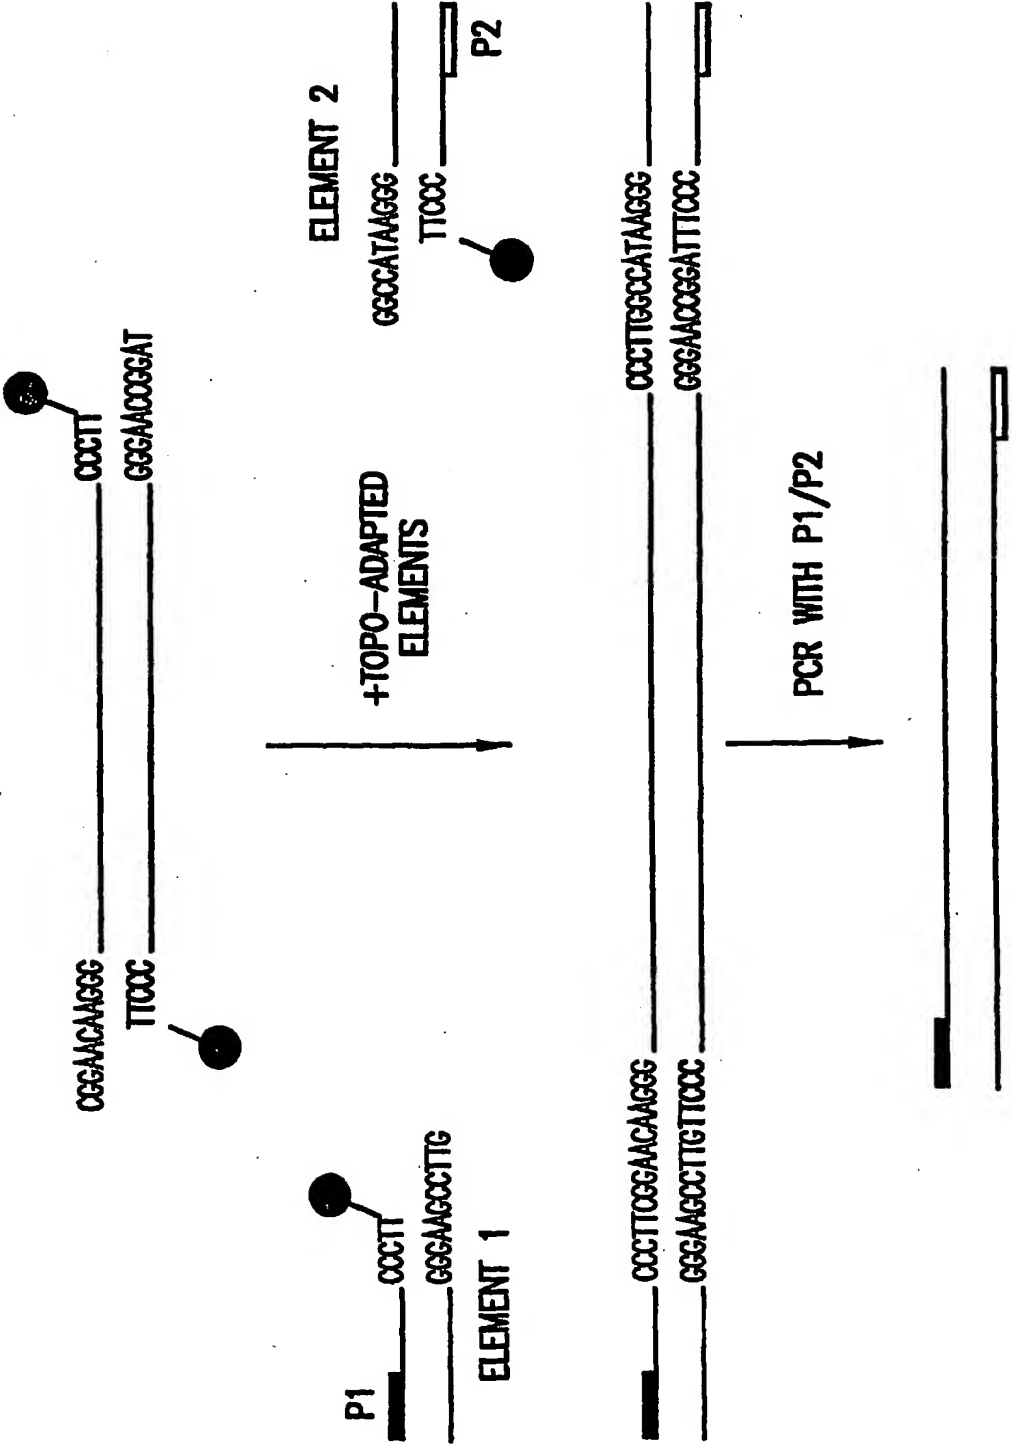 CGGAACAAGGG
CCCTT
TTCCC
GGGAACCGGAT
P1
CCCTT
GGGAAGCCTTG
ELEMENT 1
+TOPO-ADAPTED
ELEMENTS
ELEMENT 2
GGCCATAAGGG
TTCCC
P2
CCCTTCGGAACAAGGG
CCCTTGGCCATAAGGG
GGGAAGCCTTGTTCCC
GGGAACCGGATTTCCC
PCR WITH P1/P2